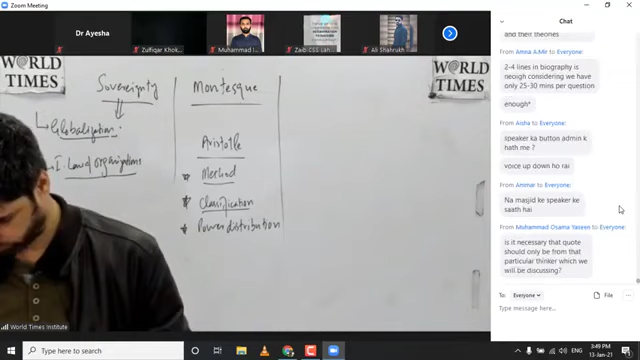 Zoom Meeting
Dr Ayesha
Zulfiqar Khok...
Muhammad I...
Zaib CSS Lah...
Ali Shahrukh
W@RLD
TIMES
W@RLD
TIMES
Sovereignty
Globalization.
Montesque
Aristotle
Method
Classification
Power distribution
World Times Institute
Chat
and their theories
From Amna A.Mir to Everyone:
2-4 lines in biography is
neoigh considering we have
only 25-30 mins per question
enough*
From Aisha to Everyone:
speaker ka button admin k
hath me ?
voice up down ho rai
From Ammar to Everyone:
Na masjid ke speaker ke
saath hai
From Muhammad Osama Yaseen to Everyone:
is it necessary that quote
should only be from that
particular thinker which we
will be discussing?
To: Everyone
File
Type message here...
Type here to search
3:49 PM
13-Jan-21